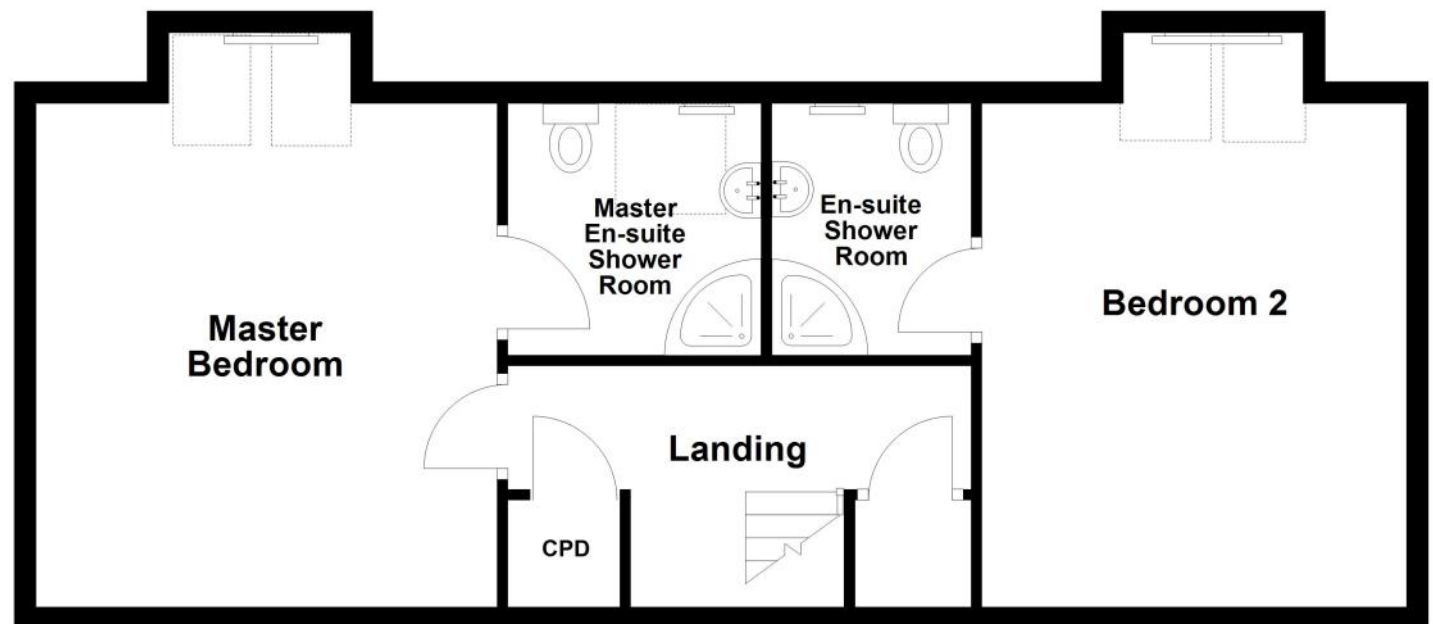 Master
Bedroom
Master
En-suite
Shower
Room
En-suite
Shower
Room
Bedroom 2
Landing
CPD